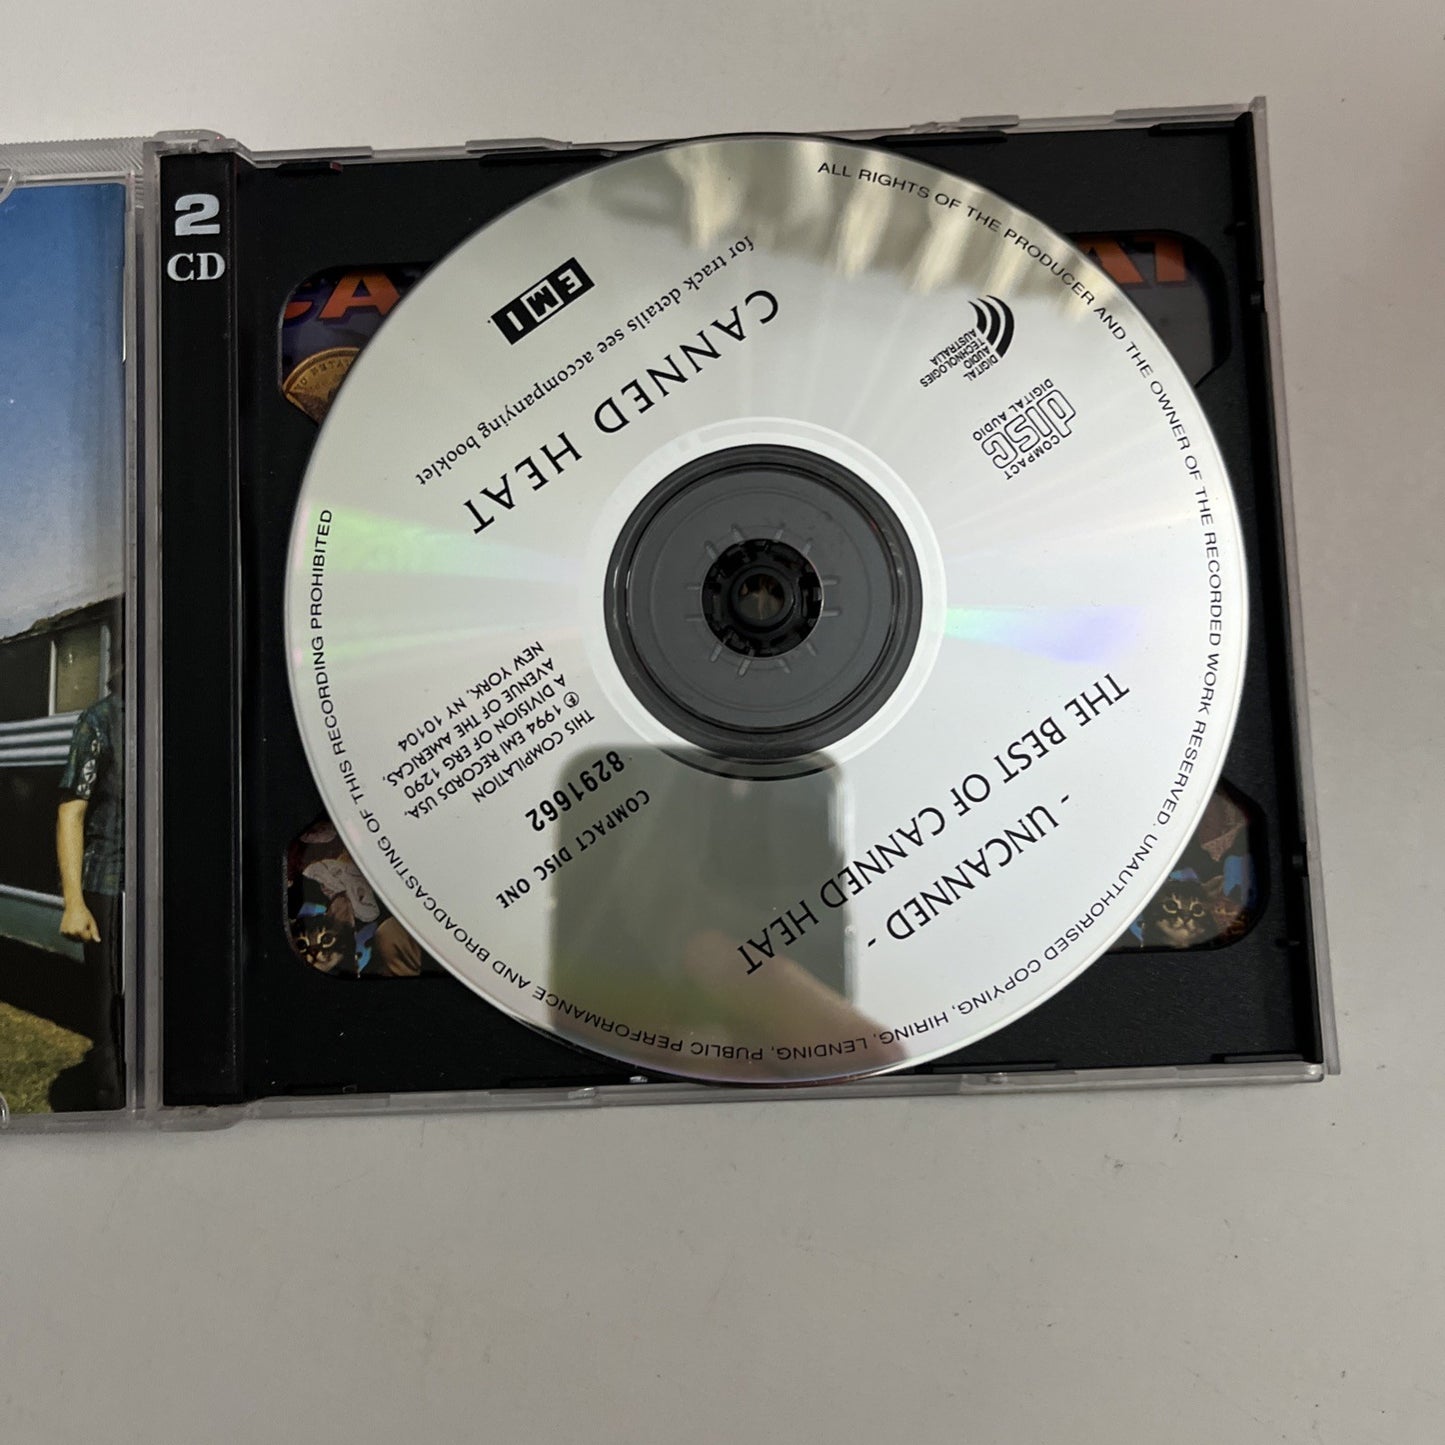 2
CD
EMI
CANNED HEAT
for track details see accompanying booklet
- UNCANNED -
THE BEST OF CANNED HEAT
COMPACT
disc
DIGITAL AUDIO
DIGITAL
AUDIO
TECHNOLOGIES
AUSTRALIA
COMPACT DISC ONE
8291662
THIS COMPILATION
℗ 1994 EMI RECORDS USA,
A DIVISION OF ERG 1290
AVENUE OF THE AMERICAS,
NEW YORK, NY 10104
ALL RIGHTS OF THE PRODUCER AND THE OWNER OF THE RECORDED WORK RESERVED. UNAUTHORISED COPYING, HIRING, LENDING, PUBLIC PERFORMANCE AND BROADCASTING OF THIS RECORDING PROHIBITED